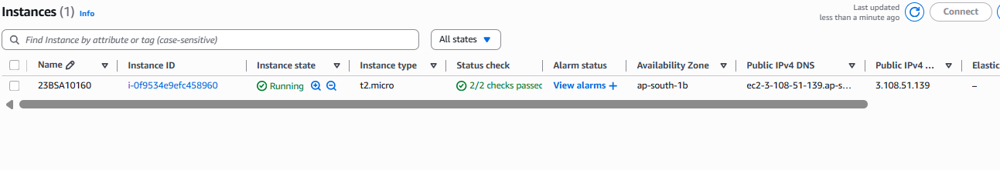 Instances (1) Info
Last updated
less than a minute ago
Connect
Find Instance by attribute or tag (case-sensitive)
All states
Name Instance ID Instance state Instance type Status check Alarm status Availability Zone Public IPv4 DNS Public IPv4 ... Elastic
23BSA10160 i-0f9534e9efc458960 Running t2.micro 2/2 checks passec View alarms + ap-south-1b ec2-3-108-51-139.ap-s... 3.108.51.139 –